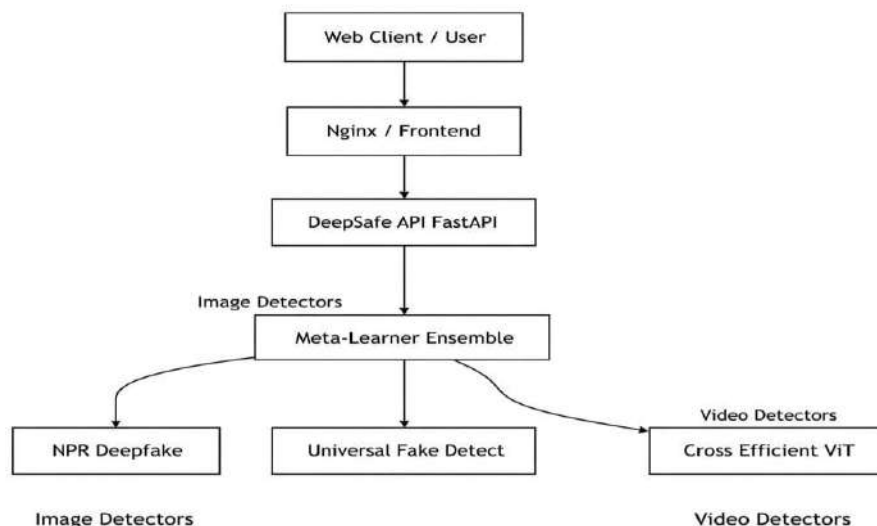 Web Client / User
Nginx / Frontend
DeepSafe API FastAPI
Image Detectors
Meta-Learner Ensemble
Video Detectors
NPR Deepfake
Universal Fake Detect
Cross Efficient ViT
Image Detectors
Video Detectors